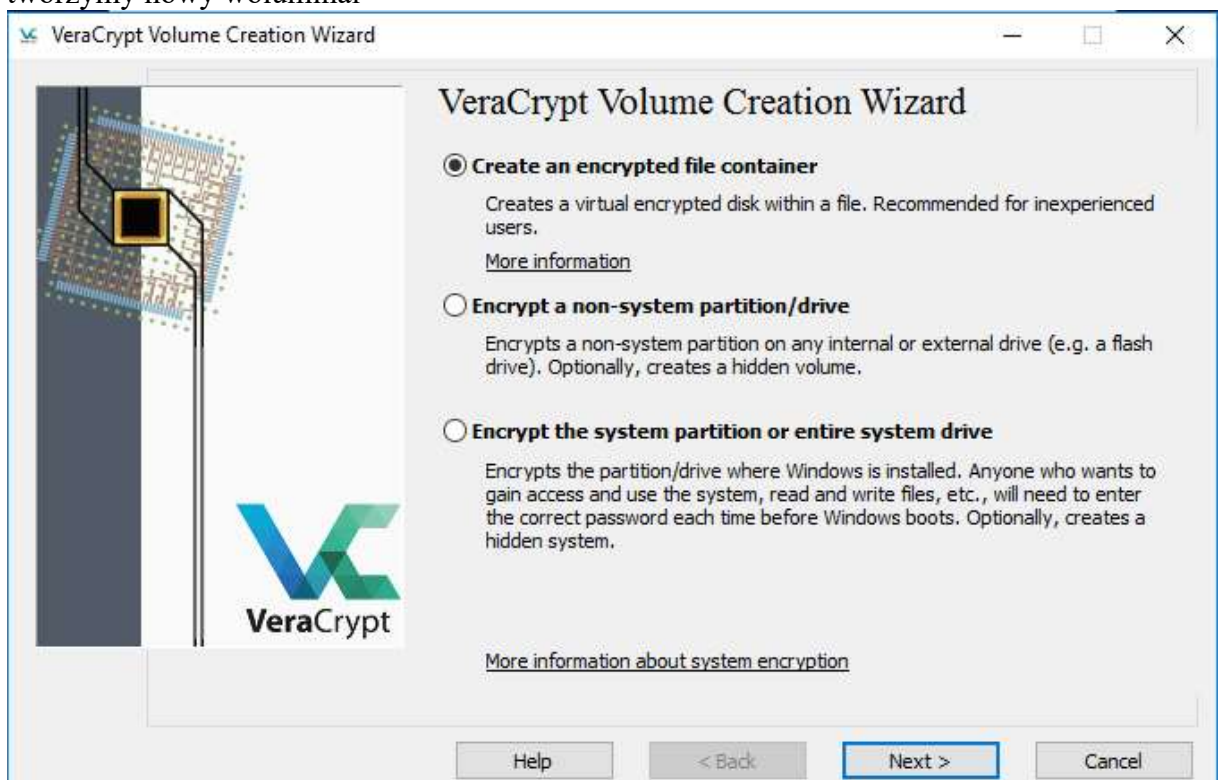 tworzymy nowy woluminar
VeraCrypt Volume Creation Wizard
VeraCrypt Volume Creation Wizard
Create an encrypted file container
Creates a virtual encrypted disk within a file. Recommended for inexperienced
users.
More information
Encrypt a non-system partition/drive
Encrypts a non-system partition on any internal or external drive (e.g. a flash
drive). Optionally, creates a hidden volume.
Encrypt the system partition or entire system drive
Encrypts the partition/drive where Windows is installed. Anyone who wants to
gain access and use the system, read and write files, etc., will need to enter
the correct password each time before Windows boots. Optionally, creates a
hidden system.
VeraCrypt
More information about system encryption
Help
< Back
Next >
Cancel